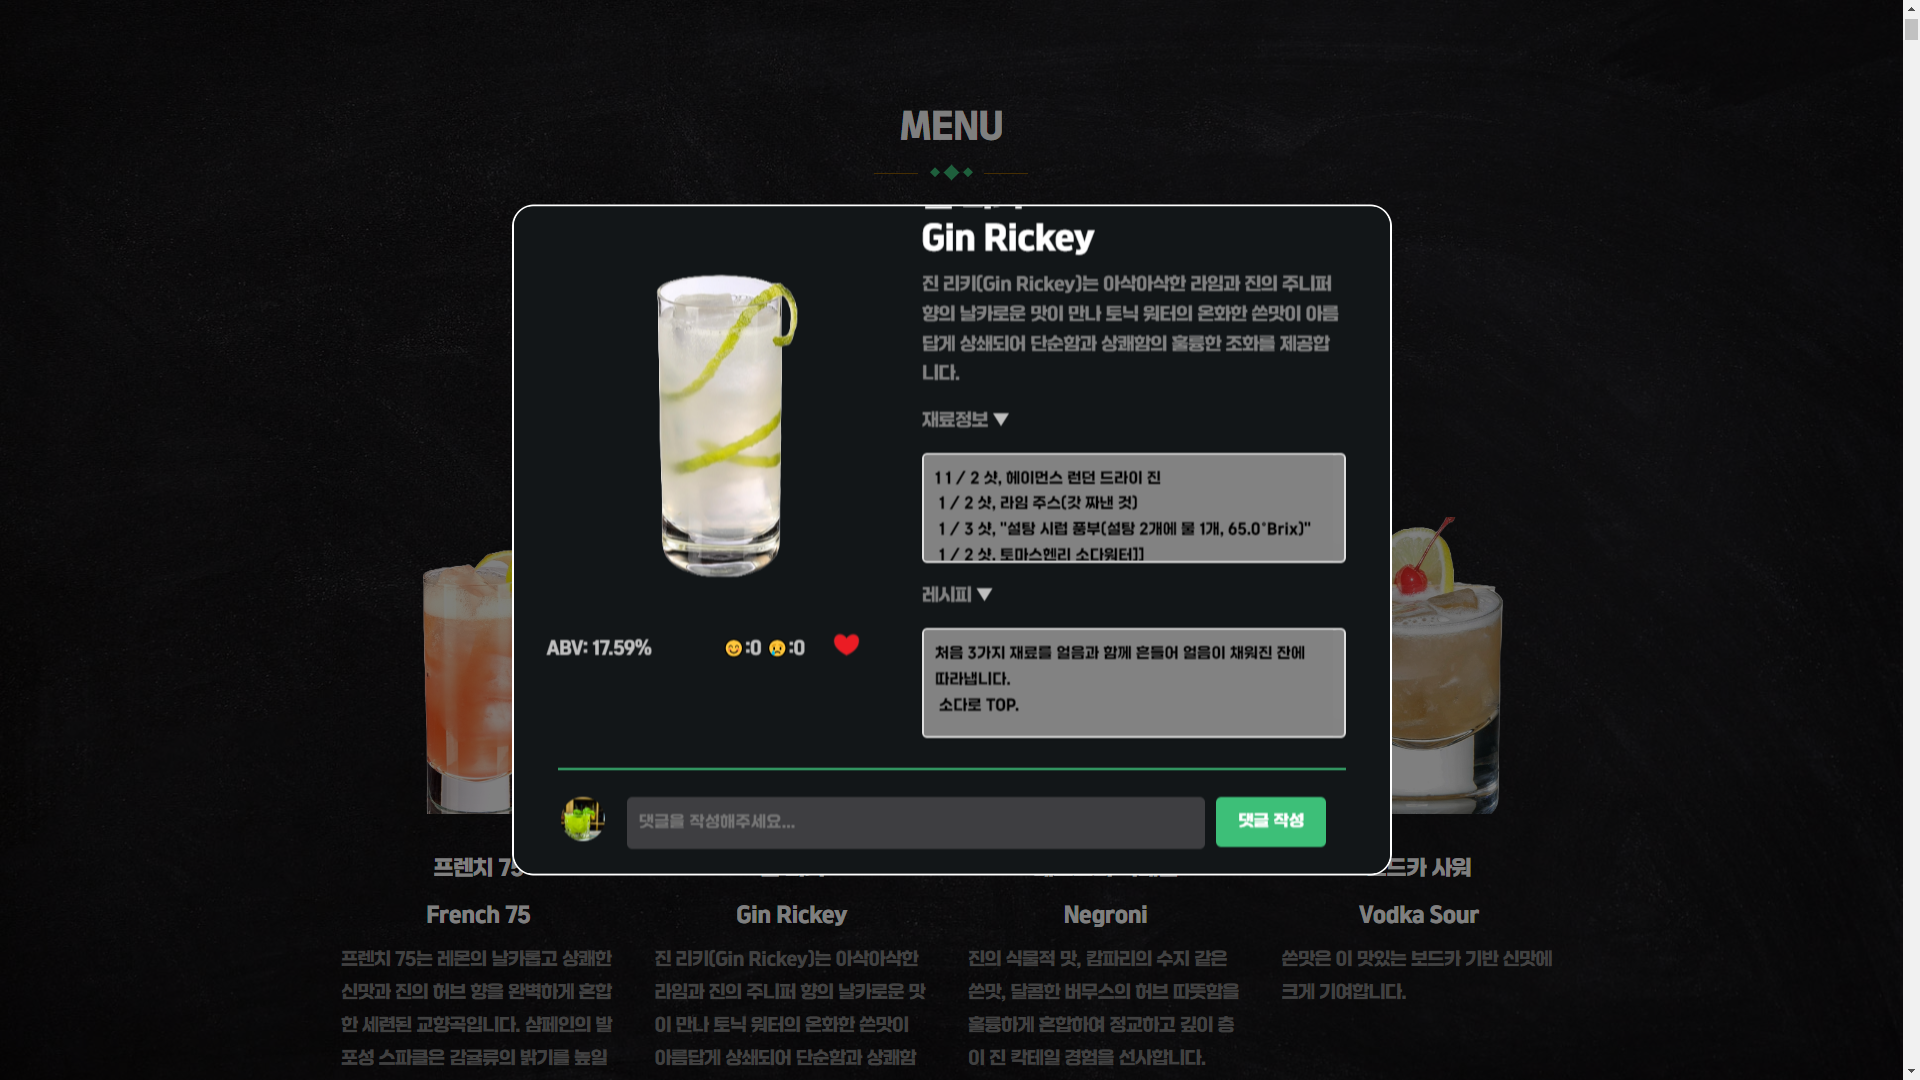 MENU
Gin Rickey
진 리키(Gin Rickey)는 아삭아삭한 라임과 진의 주니퍼
향의 날카로운 맛이 만나 토닉 워터의 온화한 쓴맛이 아름
답게 상쇄되어 단순함과 상쾌함의 훌륭한 조화를 제공합
니다.
재료정보 ▼
1 1 / 2 샷, 헤이먼스 런던 드라이 진
1 / 2 샷, 라임 주스(갓 짜낸 것)
1 / 3 샷, "설탕 시럽 풍부(설탕 2개에 물 1개, 65.0˚Brix)"
1 / 2 샷, 토마스헨리 소다워터]]
레시피 ▼
처음 3가지 재료를 얼음과 함께 흔들어 얼음이 채워진 잔에
따라냅니다.
소다로 TOP.
ABV: 17.59%
😊:0 😢:0
댓글을 작성해주세요...
댓글 작성
프렌치 75
French 75
프렌치 75는 레몬의 날카롭고 상쾌한
신맛과 진의 허브 향을 완벽하게 혼합
한 세련된 교향곡입니다. 샴페인의 발
포성 스파클은 감귤류의 밝기를 높일
Gin Rickey
진 리키(Gin Rickey)는 아삭아삭한
라임과 진의 주니퍼 향의 날카로운 맛
이 만나 토닉 워터의 온화한 쓴맛이
아름답게 상쇄되어 단순함과 상쾌함
Negroni
진의 식물적 맛, 캄파리의 수지 같은
쓴맛, 달콤한 버무스의 허브 따뜻함을
훌륭하게 혼합하여 정교하고 깊이 층
이 진 칵테일 경험을 선사합니다.
보드카 사워
Vodka Sour
쓴맛은 이 맛있는 보드카 기반 신맛에
크게 기여합니다.